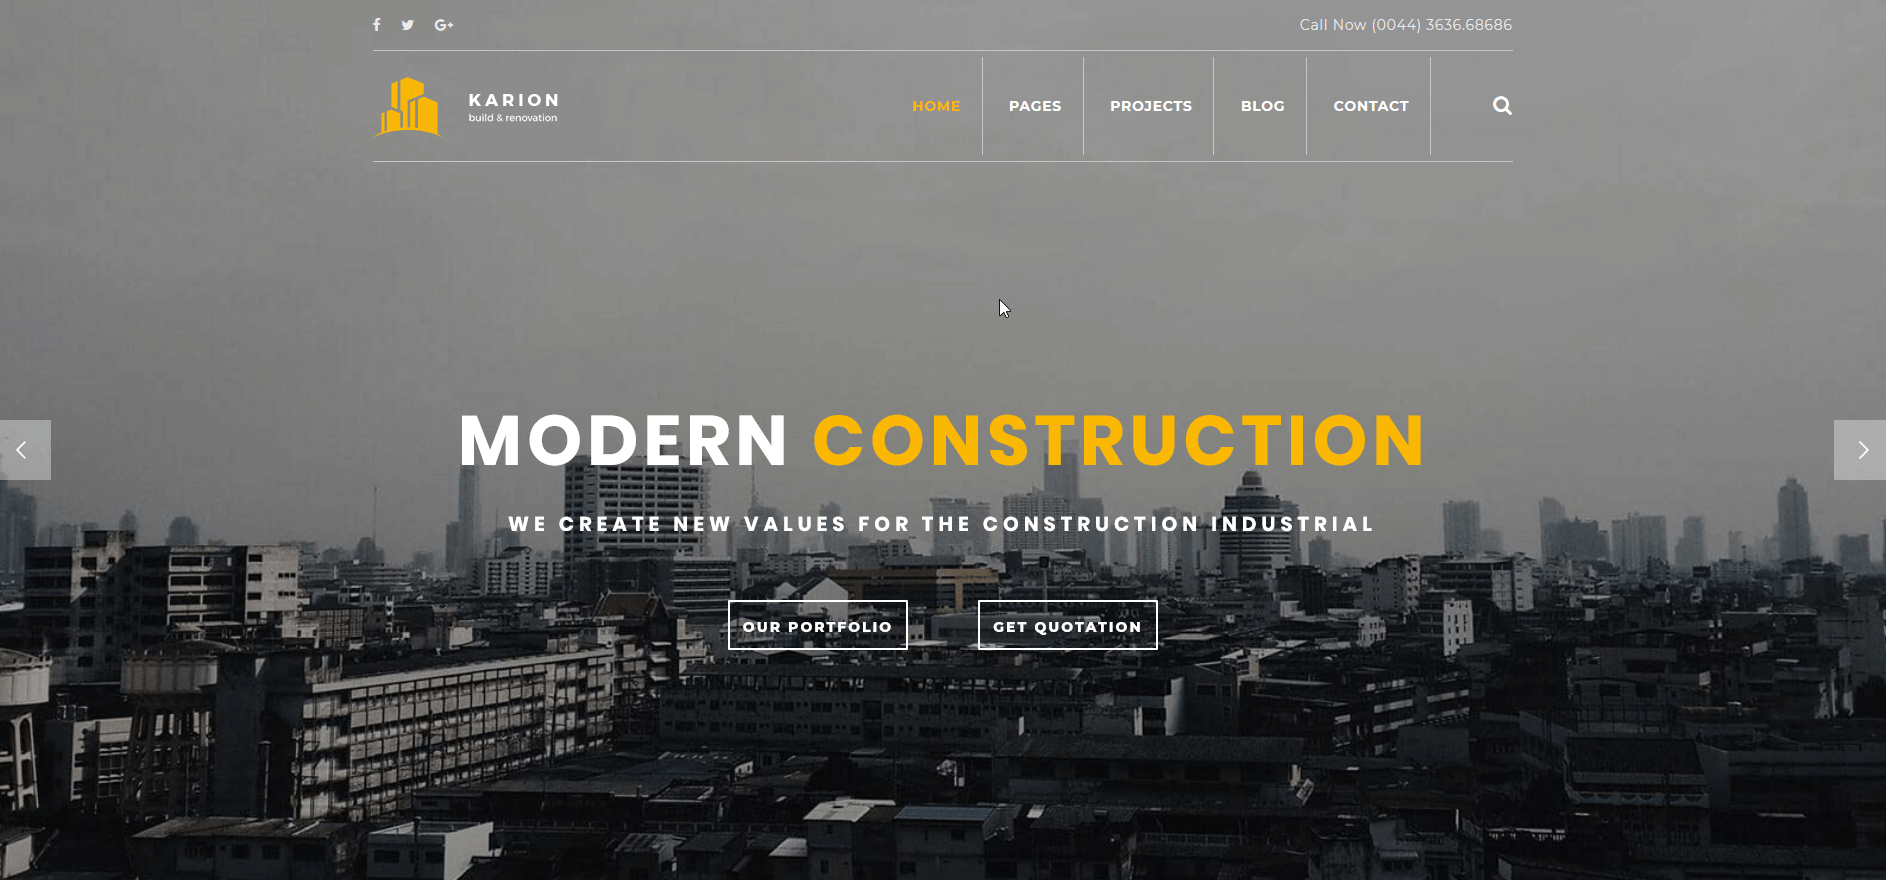 Call Now (0044) 3636.68686
KARION
build & renovation
HOME PAGES PROJECTS BLOG CONTACT
MODERN CONSTRUCTION
WE CREATE NEW VALUES FOR THE CONSTRUCTION INDUSTRIAL
OUR PORTFOLIO GET QUOTATION